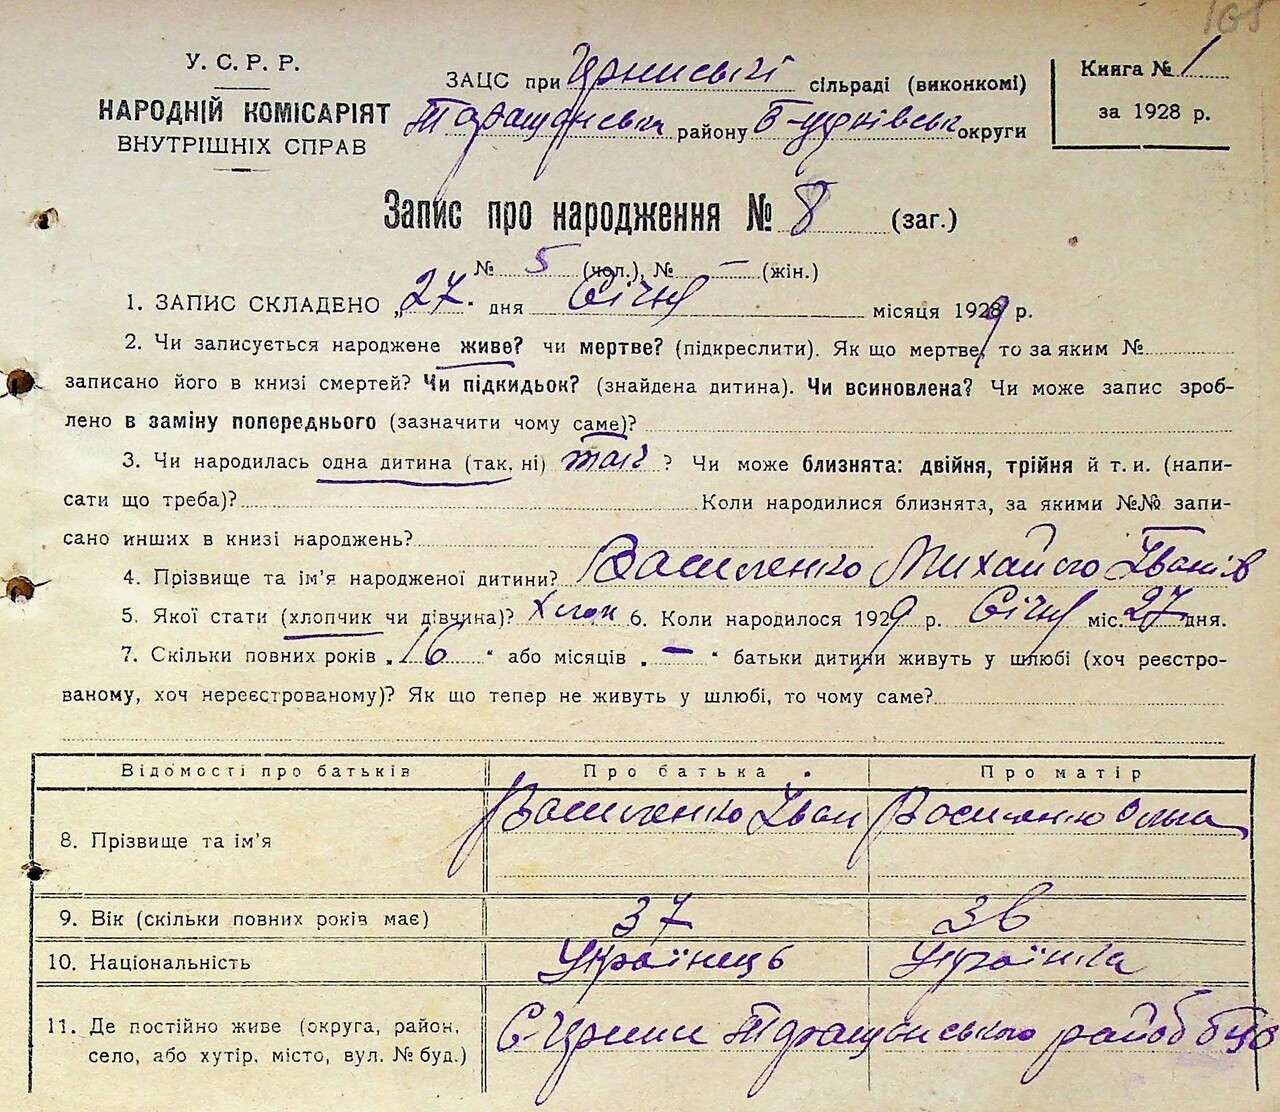 165
У. С. Р. Р.
НАРОДНІЙ КОМІСАРІЯТ
ВНУТРІШНІХ СПРАВ
ЗАЦС при сільраді (виконкомі)
Таращанська району Б-церківськ округи
Книга № 1
за 1928 р.
Запис про народження № 8 (заг.)
№ 5 (чол.), № — (жін.)
1. ЗАПИС СКЛАДЕНО „27" дня Січня місяця 1929 р.
2. Чи записується народжене живе? чи мертве? (підкреслити). Як що мертве, то за яким №
записано його в книзі смертей? Чи підкидьок? (знайдена дитина). Чи всиновлена? Чи може запис зроб-
лено в заміну попереднього (зазначити чому саме)?
3. Чи народилась одна дитина (так, ні) так ? Чи може близнята: двійня, трійня й т. и. (напи-
сати що треба)? Коли народилися близнята, за якими №№ запи-
сано инших в книзі народжень?
4. Прізвище та ім'я народженої дитини? Василенко Михайло Іванів
5. Якої стати (хлопчик чи дівчина)? Хлоп 6. Коли народилося 1929 р. Січня міс. 27 дня.
7. Скільки повних років „16" або місяців „—" батьки дитини живуть у шлюбі (хоч реєстро-
ваному, хоч нереєстрованому)? Як що тепер не живуть у шлюбі, то чому саме?
Відомості про батьків Про батька Про матір
8. Прізвище та ім'я Василенко Іван Василенко Ольга
9. Вік (скільки повних років має) 37 36
10. Національність Українець Українка
11. Де постійно живе (округа, район, с Таращанського району
село, або хутір, місто, вул. № буд.)